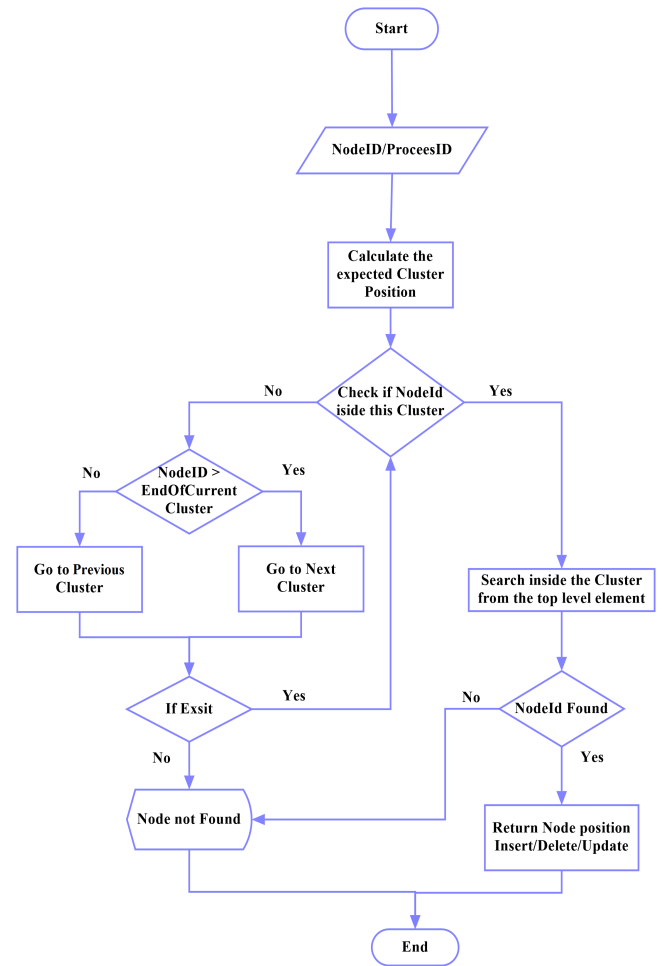 Start
NodeID/ProceesID
Calculate the
expected Cluster
Position
Check if NodeId
iside this Cluster
No
Yes
NodeID >
EndOfCurrent
Cluster
No
Yes
Go to Previous
Cluster
Go to Next
Cluster
Search inside the Cluster
from the top level element
If Exsit
Yes
No
NodeId Found
No
Yes
Node not Found
Return Node position
Insert/Delete/Update
End